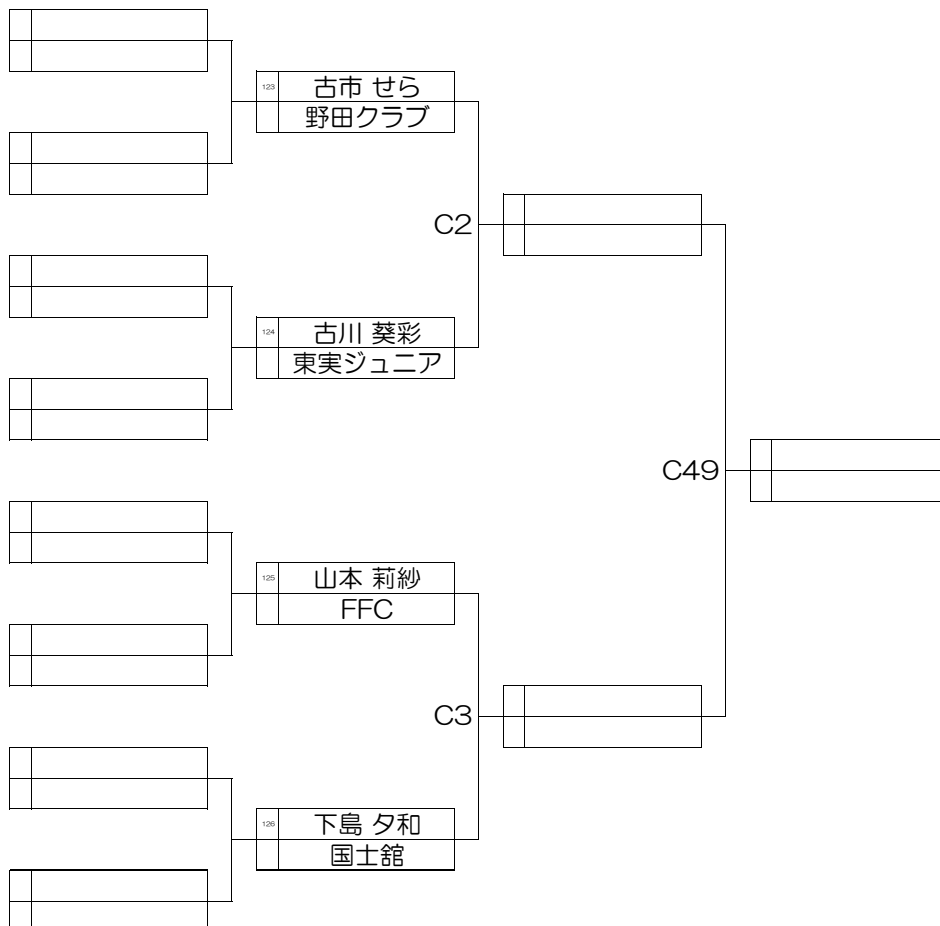 123
古市 せら
野田クラブ
C2
124
古川 葵彩
東実ジュニア
C49
125
山本 莉紗
FFC
C3
126
下島 夕和
国士舘